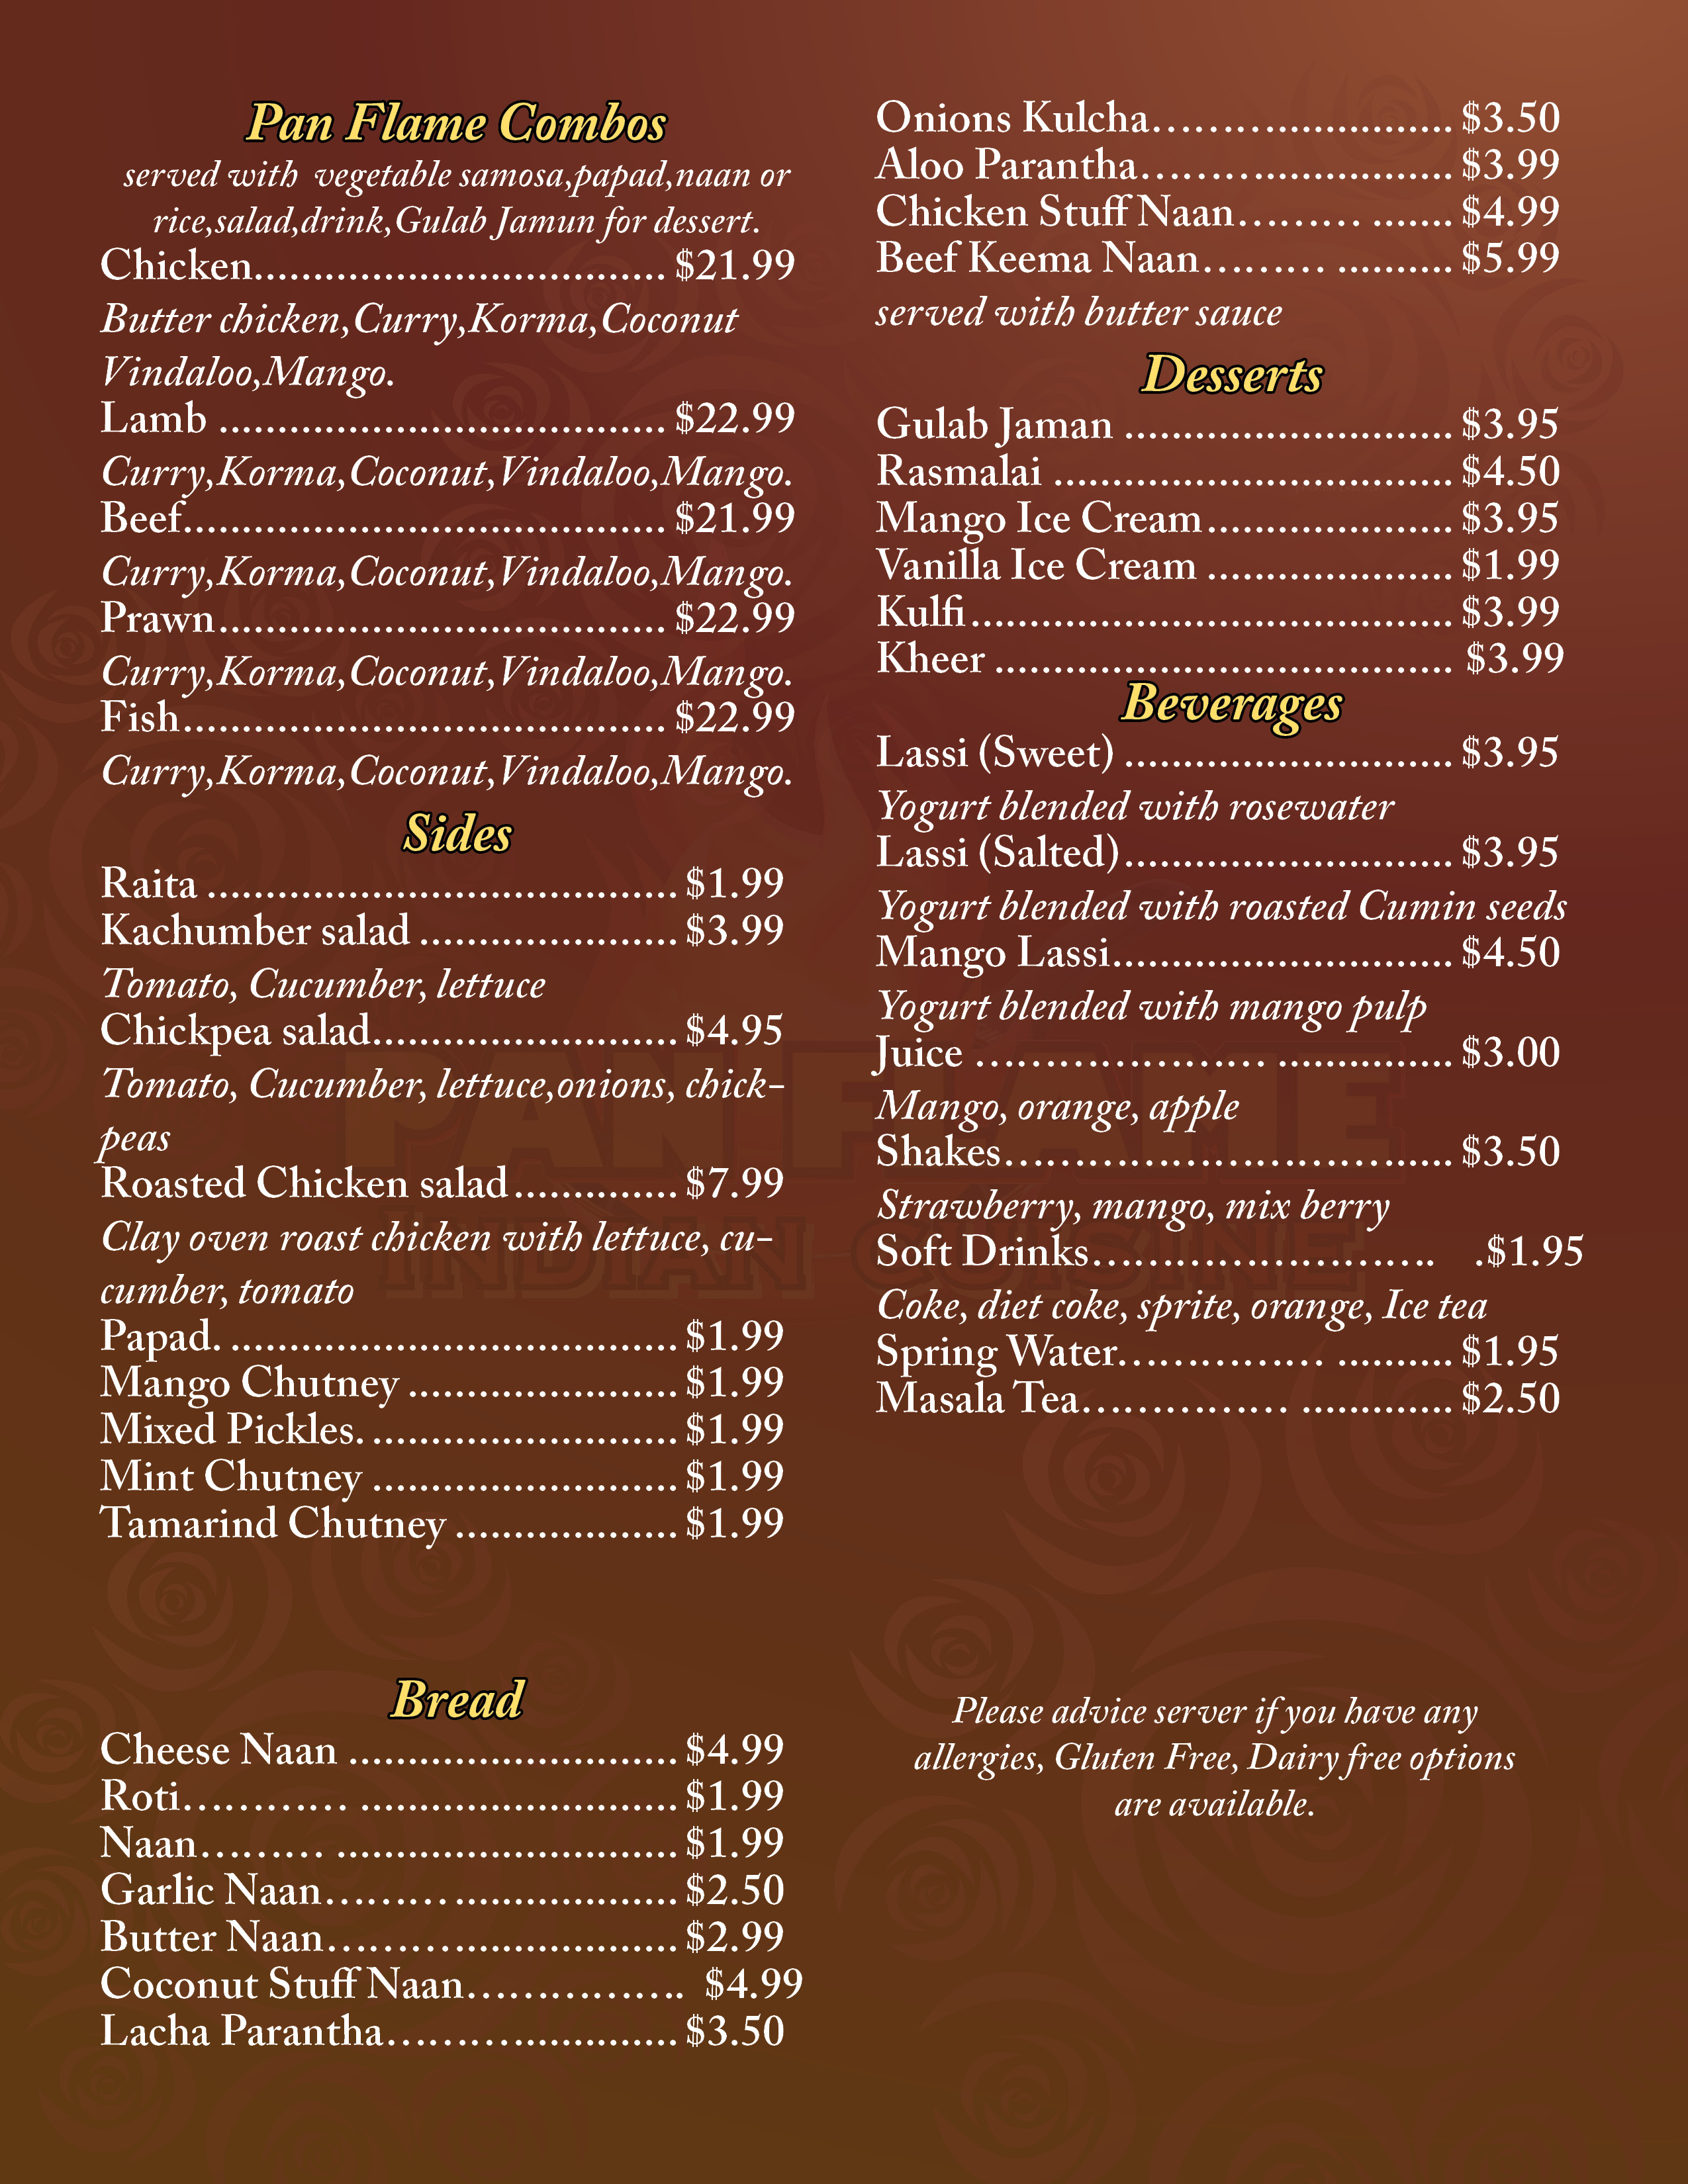 Pan Flame Combos
served with vegetable samosa,papad,naan or
rice,salad,drink,Gulab Jamun for dessert.
Chicken................................... $21.99
Butter chicken,Curry,Korma,Coconut
Vindaloo,Mango.
Lamb ...................................... $22.99
Curry,Korma,Coconut,Vindaloo,Mango.
Beef......................................... $21.99
Curry,Korma,Coconut,Vindaloo,Mango.
Prawn...................................... $22.99
Curry,Korma,Coconut,Vindaloo,Mango.
Fish......................................... $22.99
Curry,Korma,Coconut,Vindaloo,Mango.
Sides
Raita ........................................ $1.99
Kachumber salad ...................... $3.99
Tomato, Cucumber, lettuce
Chickpea salad.......................... $4.95
Tomato, Cucumber, lettuce,onions, chick-
peas
Roasted Chicken salad.............. $7.99
Clay oven roast chicken with lettuce, cu-
cumber, tomato
Papad. ...................................... $1.99
Mango Chutney ....................... $1.99
Mixed Pickles. .......................... $1.99
Mint Chutney .......................... $1.99
Tamarind Chutney ................... $1.99
Bread
Cheese Naan ............................ $4.99
Roti………… ........................... $1.99
Naan……… ............................. $1.99
Garlic Naan………................... $2.50
Butter Naan………................... $2.99
Coconut Stuff Naan……………. $4.99
Lacha Parantha………............. $3.50
Onions Kulcha………............... $3.50
Aloo Parantha………................ $3.99
Chicken Stuff Naan……… ....... $4.99
Beef Keema Naan……… .......... $5.99
served with butter sauce
Desserts
Gulab Jaman ............................ $3.95
Rasmalai .................................. $4.50
Mango Ice Cream..................... $3.95
Vanilla Ice Cream ..................... $1.99
Kulfi......................................... $3.99
Kheer ....................................... $3.99
Beverages
Lassi (Sweet) ............................ $3.95
Yogurt blended with rosewater
Lassi (Salted)............................ $3.95
Yogurt blended with roasted Cumin seeds
Mango Lassi............................. $4.50
Yogurt blended with mango pulp
Juice ………………… ............... $3.00
Mango, orange, apple
Shakes……………………….... $3.50
Strawberry, mango, mix berry
Soft Drinks……………………. .$1.95
Coke, diet coke, sprite, orange, Ice tea
Spring Water…………… .......... $1.95
Masala Tea…………… ............. $2.50
PAN FLAME
INDIAN CUISINE
Please advice server if you have any
allergies, Gluten Free, Dairy free options
are available.